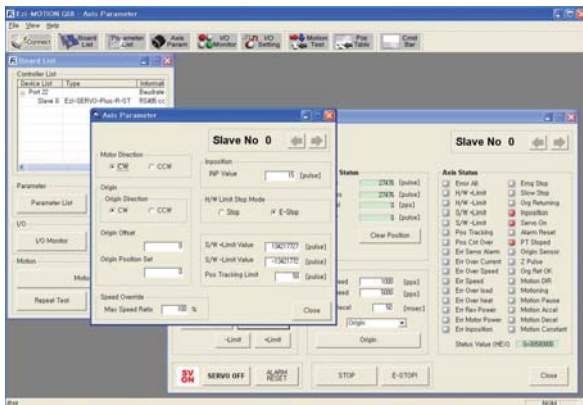 Ezi-MOTION GUI - Axis Parameter
File View Help
Connect
Board List
Parameter List
Axis Param
I/O Monitor
I/O Setting
Motion Test
Pos Table
Cmd Bar
Board List
Controller List
Device List Type Informati
Port 22 Baudrate
Slave 0 Ezi-SERVO-Plus-R-ST RS485 cc
Parameter
Parameter List
I/O
I/O Monitor
Motion
Repeat Test
Axis Parameter
Slave No 0
Motor Direction
CW CCW
Origin
Origin Direction
CW CCW
Origin Offset
0
Origin Position Set
0
Speed Override
Max Speed Ratio 100 %
Inposition
INP Value 15 [pulse]
H/W Limit Stop Mode
Stop E-Stop
S/W +Limit Value 134217727 [pulse]
S/W -Limit Value [pulse]
Pos Tracking Limit 50 [pulse]
Close
Slave No 0
Status
[pulse]
[pulse]
0 [pps]
0 [pulse]
Clear Position
1000 [pps]
5000 [pps]
50 [msec]
Origin
-Limit +Limit Origin
Axis Status
Error All
H/W +Limit
H/W -Limit
S/W +Limit
S/W -Limit
Pos Tracking
Pos Cnt Over
Err Servo Alarm
Err Over Current
Err Over Speed
Err Speed
Err Over load
Err Over heat
Err Rev Power
Err Motor Power
Err Inposition
Emg Stop
Slow Stop
Org Returning
Inposition
Servo On
Alarm Reset
PT Stoped
Origin Sensor
Z Pulse
Org Ret OK
Motion DIR
Motioning
Motion Pause
Motion Accel
Motion Decel
Motion Constant
Status Value (HEX)
SV ON
SERVO OFF
ALARM RESET
STOP
E-STOP!
Close
NUM